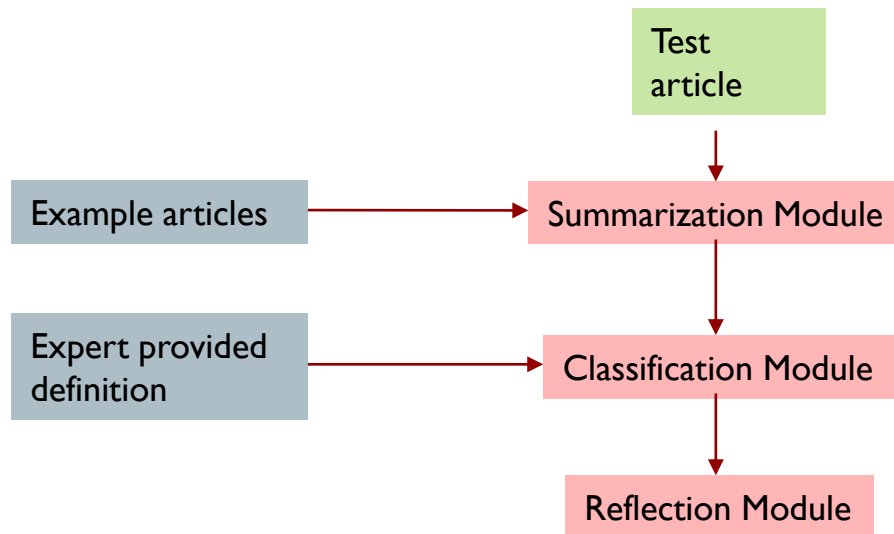 Test
article
Example articles
Summarization Module
Expert provided
definition
Classification Module
Reflection Module